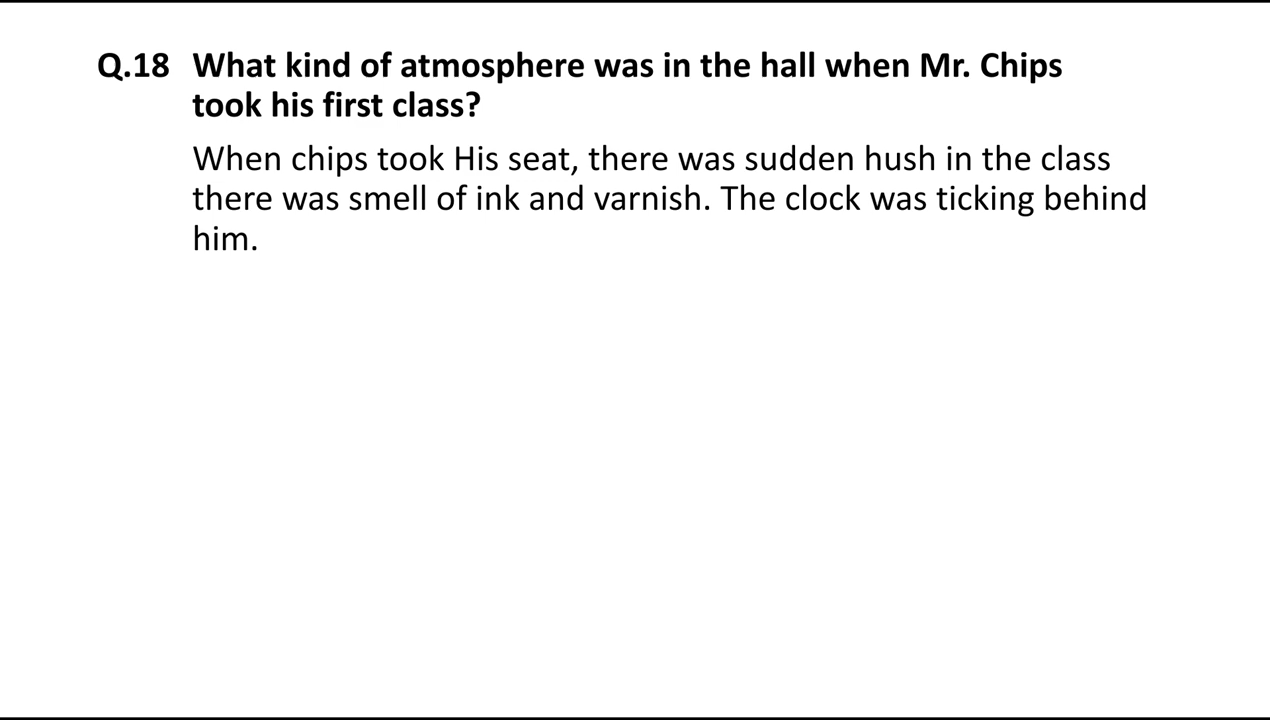 Q.18 What kind of atmosphere was in the hall when Mr. Chips
took his first class?
When chips took His seat, there was sudden hush in the class
there was smell of ink and varnish. The clock was ticking behind
him.